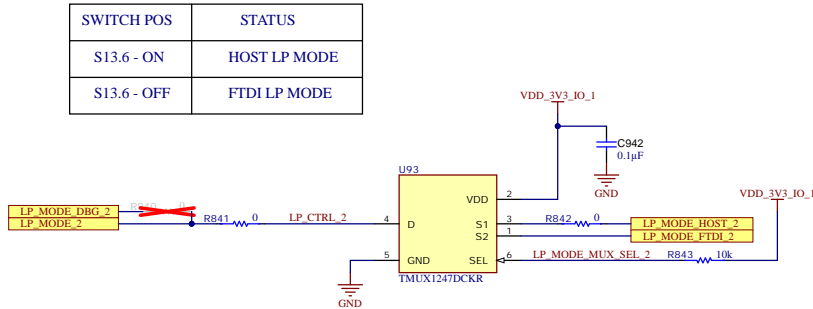 SWITCH POS STATUS
S13.6 - ON HOST LP MODE
S13.6 - OFF FTDI LP MODE
VDD_3V3_IO_1
C942
0.1µF
GND
VDD_3V3_IO_1
U93
VDD 2
LP_MODE_DBG_2 0
LP_MODE_2 R841 0 LP_CTRL_2 4 D S1 3 R842 0 LP_MODE_HOST_2
S2 1 LP_MODE_FTDI_2
5 GND SEL 6 LP_MODE_MUX_SEL_2 R843 10k
TMUX1247DCKR
GND